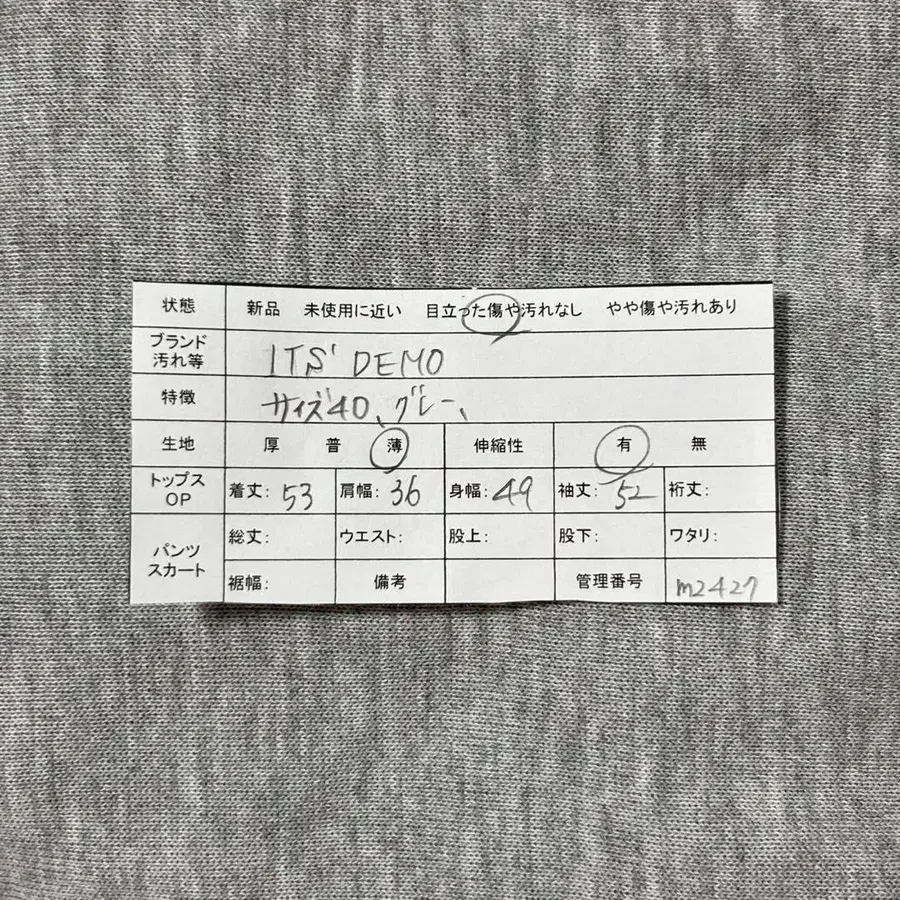 状態 新品 未使用に近い 目立った傷や汚れなし やや傷や汚れあり
ブランド
汚れ等
ITS' DEMO
特徴 サイズ40、グレー、
生地 厚 普 薄 伸縮性 有 無
トップス
OP
着丈: 53 肩幅: 36 身幅: 49 袖丈: 52 裄丈:
パンツ
スカート
総丈: ウエスト: 股上: 股下: ワタリ:
裾幅: 備考 管理番号 m2427